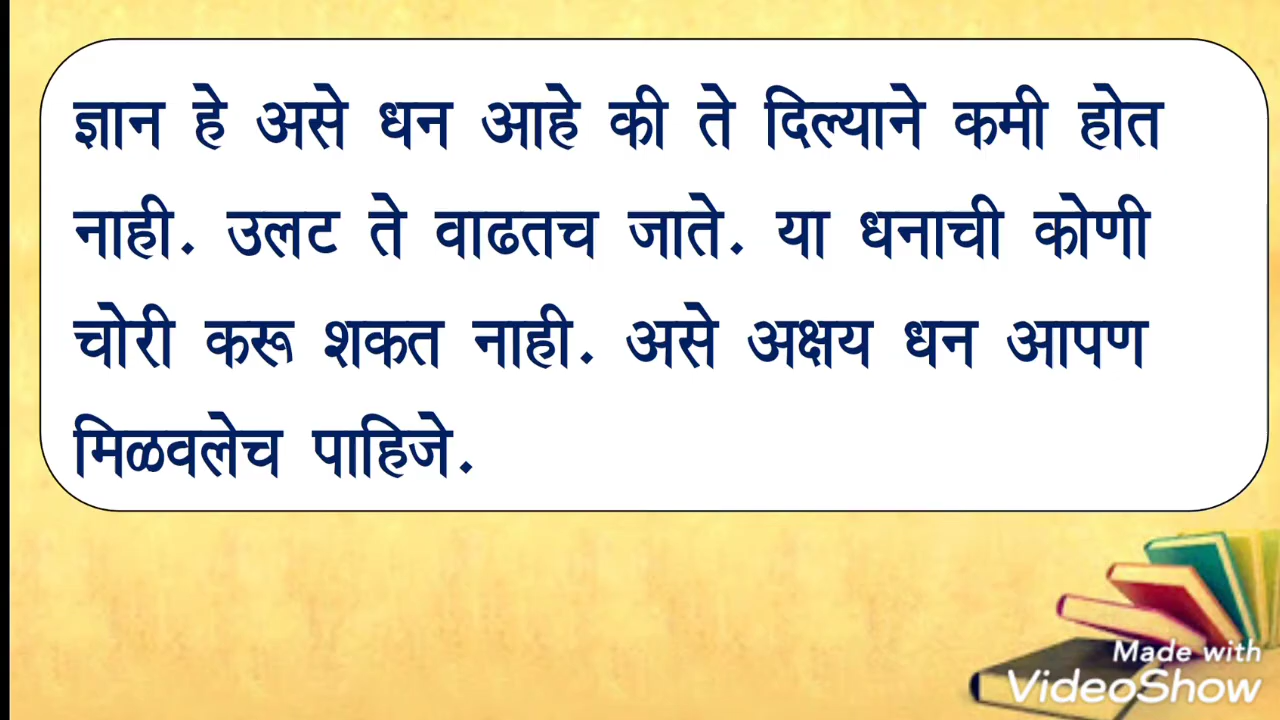 ज्ञान हे असे धन आहे की ते दिल्याने कमी होत
नाही. उलट ते वाढतच जाते. या धनाची कोणी
चोरी करू शकत नाही. असे अक्षय धन आपण
मिळवलेच पाहिजे.
Made with
VideoShow